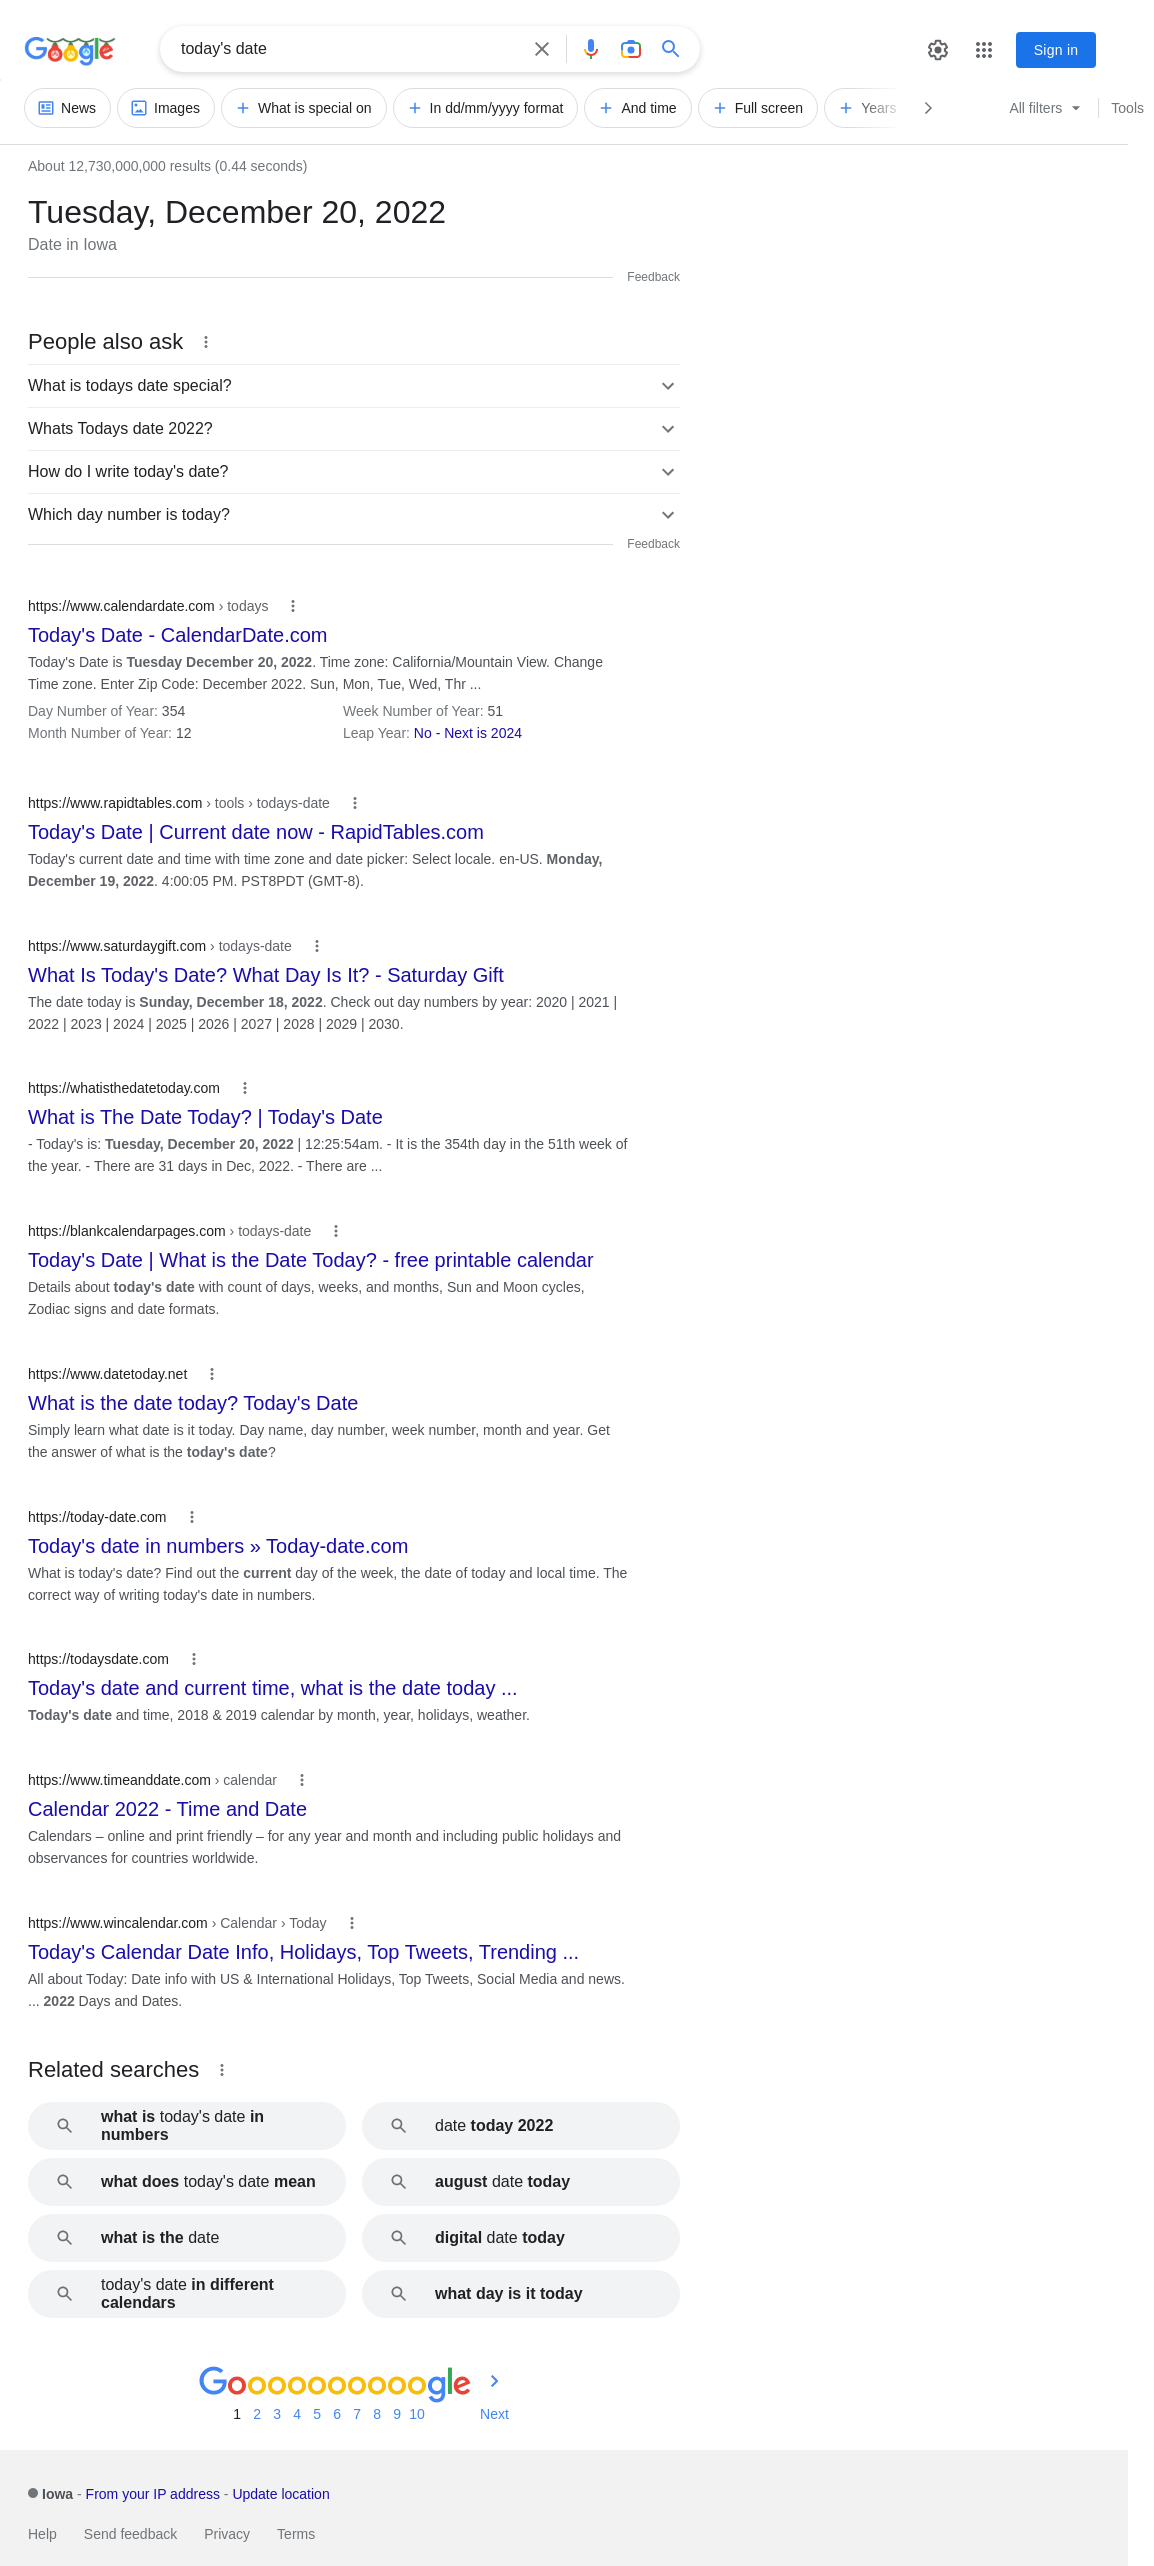 Google
today's date
Sign in
News
Images
What is special on
In dd/mm/yyyy format
And time
Full screen
Years
All filters
Tools
About 12,730,000,000 results (0.44 seconds)
Tuesday, December 20, 2022
Date in Iowa
Feedback
People also ask
What is todays date special?
Whats Todays date 2022?
How do I write today's date?
Which day number is today?
Feedback
https://www.calendardate.com › todays
Today's Date - CalendarDate.com
Today's Date is Tuesday December 20, 2022. Time zone: California/Mountain View. Change
Time zone. Enter Zip Code: December 2022. Sun, Mon, Tue, Wed, Thr ...
Day Number of Year: 354 Week Number of Year: 51
Month Number of Year: 12 Leap Year: No - Next is 2024
https://www.rapidtables.com › tools › todays-date
Today's Date | Current date now - RapidTables.com
Today's current date and time with time zone and date picker: Select locale. en-US. Monday,
December 19, 2022. 4:00:05 PM. PST8PDT (GMT-8).
https://www.saturdaygift.com › todays-date
What Is Today's Date? What Day Is It? - Saturday Gift
The date today is Sunday, December 18, 2022. Check out day numbers by year: 2020 | 2021 |
2022 | 2023 | 2024 | 2025 | 2026 | 2027 | 2028 | 2029 | 2030.
https://whatisthedatetoday.com
What is The Date Today? | Today's Date
- Today's is: Tuesday, December 20, 2022 | 12:25:54am. - It is the 354th day in the 51th week of
the year. - There are 31 days in Dec, 2022. - There are ...
https://blankcalendarpages.com › todays-date
Today's Date | What is the Date Today? - free printable calendar
Details about today's date with count of days, weeks, and months, Sun and Moon cycles,
Zodiac signs and date formats.
https://www.datetoday.net
What is the date today? Today's Date
Simply learn what date is it today. Day name, day number, week number, month and year. Get
the answer of what is the today's date?
https://today-date.com
Today's date in numbers » Today-date.com
What is today's date? Find out the current day of the week, the date of today and local time. The
correct way of writing today's date in numbers.
https://todaysdate.com
Today's date and current time, what is the date today ...
Today's date and time, 2018 & 2019 calendar by month, year, holidays, weather.
https://www.timeanddate.com › calendar
Calendar 2022 - Time and Date
Calendars – online and print friendly – for any year and month and including public holidays and
observances for countries worldwide.
https://www.wincalendar.com › Calendar › Today
Today's Calendar Date Info, Holidays, Top Tweets, Trending ...
All about Today: Date info with US & International Holidays, Top Tweets, Social Media and news.
... 2022 Days and Dates.
Related searches
what is today's date in
numbers
date today 2022
what does today's date mean
august date today
what is the date
digital date today
today's date in different
calendars
what day is it today
Goooooooooogle
1 2 3 4 5 6 7 8 9 10 Next
Iowa - From your IP address - Update location
Help Send feedback Privacy Terms